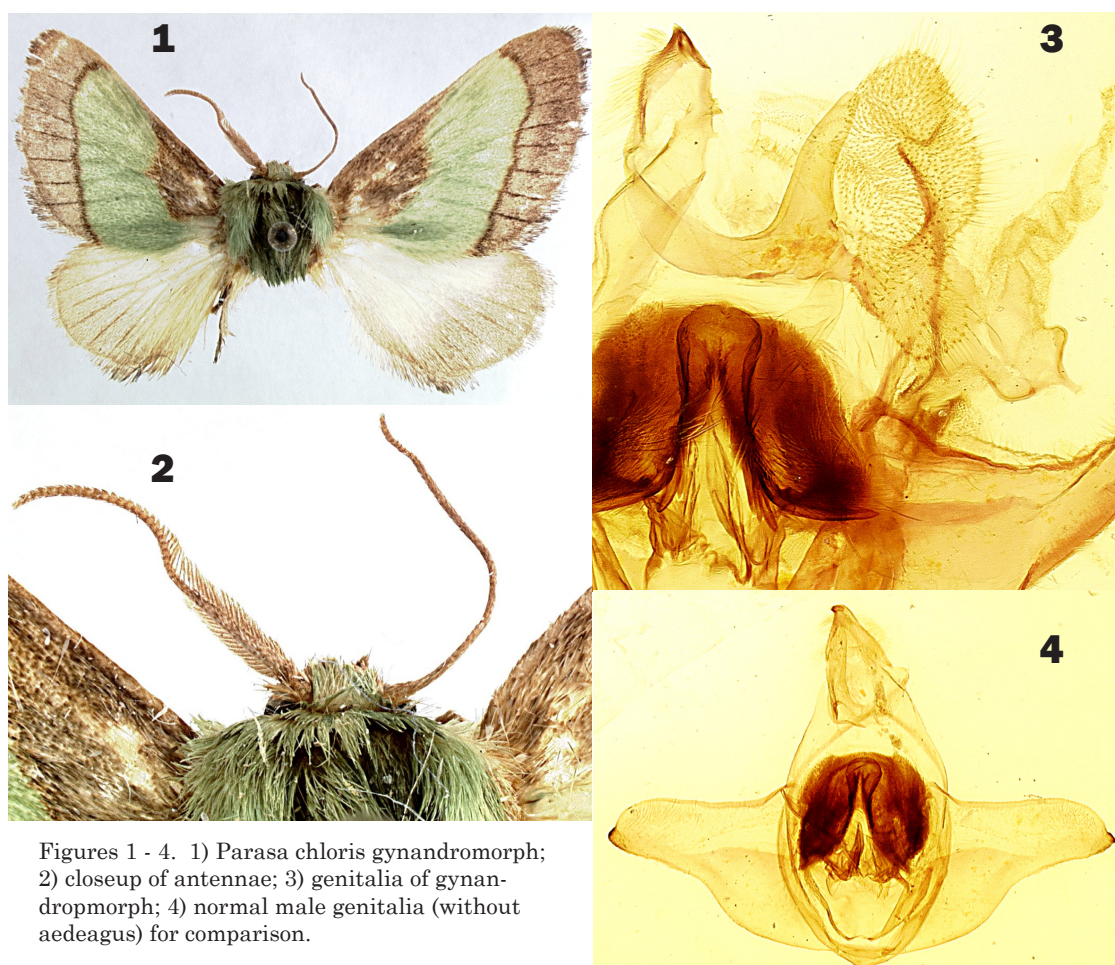 1
3
2
4
Figures 1 - 4. 1) Parasa chloris gynandromorph;
2) closeup of antennae; 3) genitalia of gynan-
dropmorph; 4) normal male genitalia (without
aedeagus) for comparison.